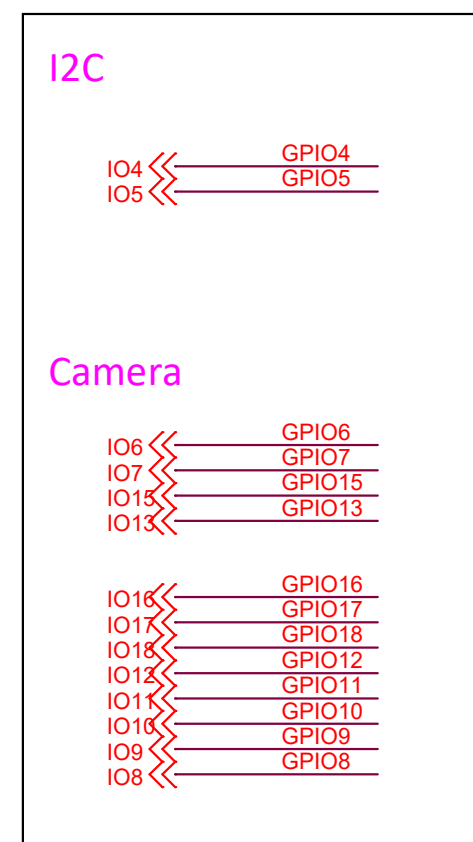 I2C
IO4 GPIO4
IO5 GPIO5
Camera
IO6 GPIO6
IO7 GPIO7
IO15 GPIO15
IO13 GPIO13
IO16 GPIO16
IO17 GPIO17
IO18 GPIO18
IO12 GPIO12
IO11 GPIO11
IO10 GPIO10
IO9 GPIO9
IO8 GPIO8